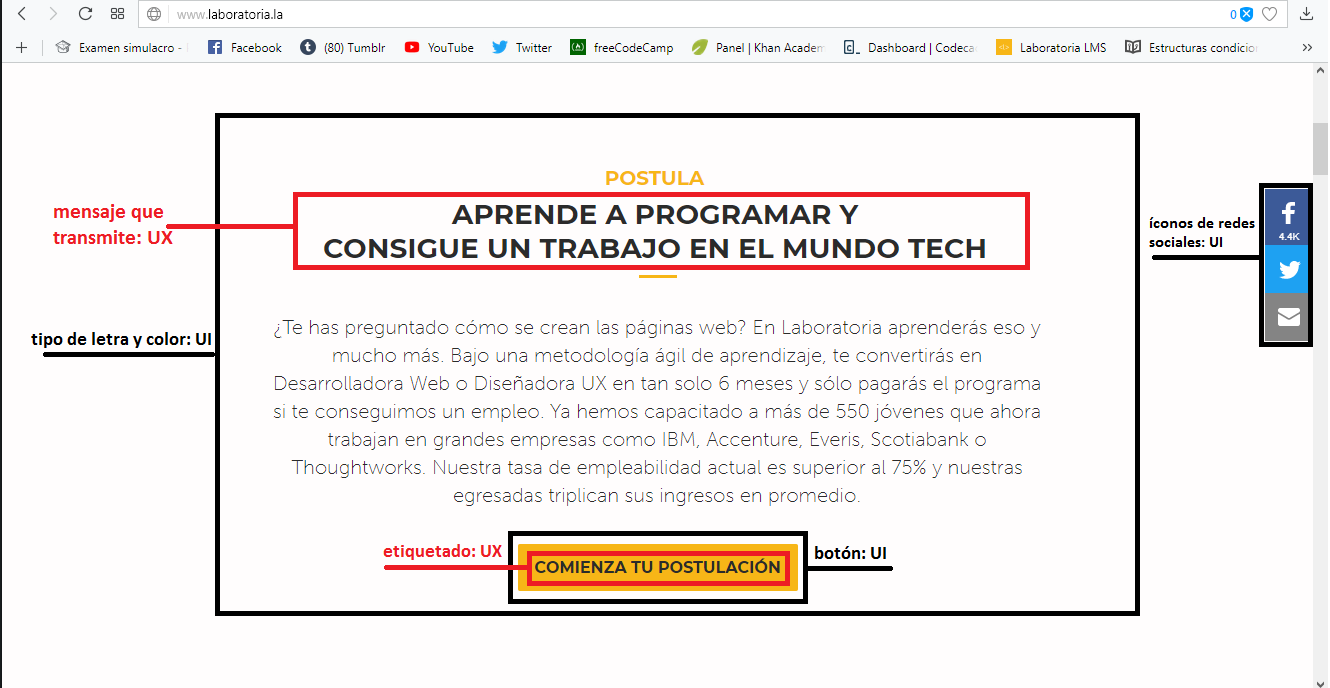 www.laboratoria.la
0
Examen simulacro -
Facebook
(80) Tumblr
YouTube
Twitter
freeCodeCamp
Panel | Khan Academ
Dashboard | Codeca
Laboratoria LMS
Estructuras condicio
POSTULA
mensaje que
transmite: UX
APRENDE A PROGRAMAR Y
CONSIGUE UN TRABAJO EN EL MUNDO TECH
íconos de redes
sociales: UI
4.4K
tipo de letra y color: UI
¿Te has preguntado cómo se crean las páginas web? En Laboratoria aprenderás eso y
mucho más. Bajo una metodología ágil de aprendizaje, te convertirás en
Desarrolladora Web o Diseñadora UX en tan solo 6 meses y sólo pagarás el programa
si te conseguimos un empleo. Ya hemos capacitado a más de 550 jóvenes que ahora
trabajan en grandes empresas como IBM, Accenture, Everis, Scotiabank o
Thoughtworks. Nuestra tasa de empleabilidad actual es superior al 75% y nuestras
egresadas triplican sus ingresos en promedio.
etiquetado: UX
COMIENZA TU POSTULACIÓN
botón: UI